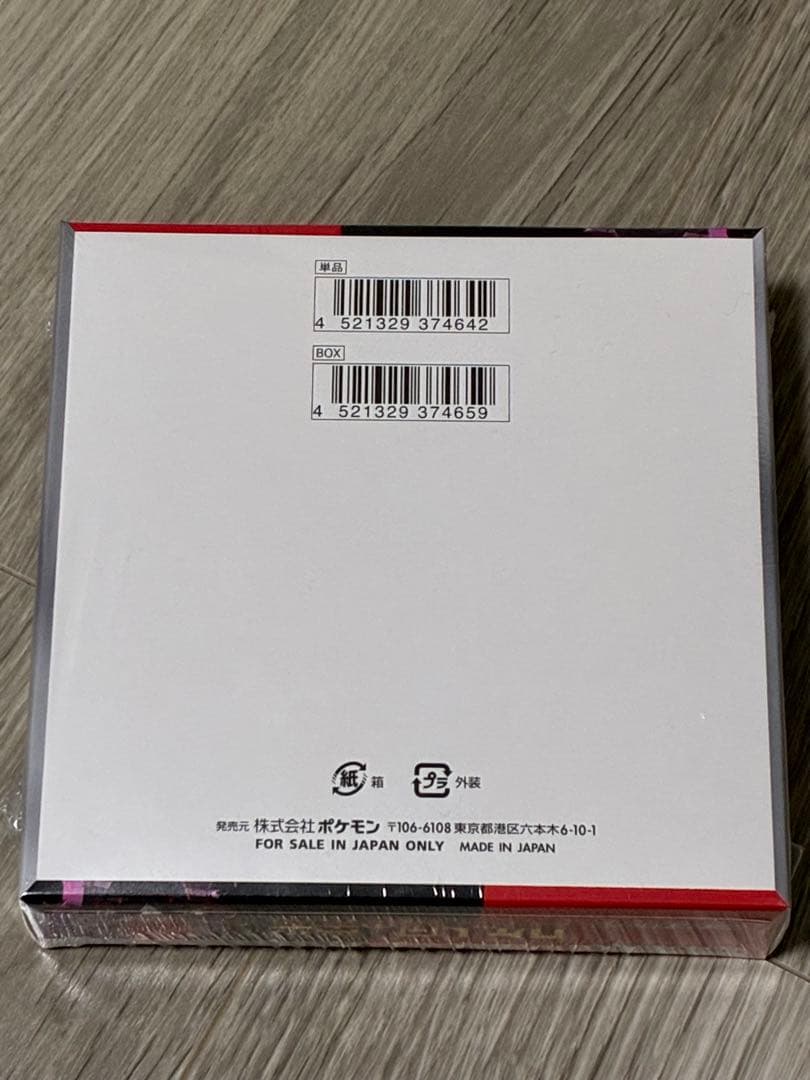 単品
4 521329 374642
BOX
4 521329 374659
紙 箱 プラ 外装
発売元 株式会社ポケモン 〒106-6108 東京都港区六本木6-10-1
FOR SALE IN JAPAN ONLY MADE IN JAPAN